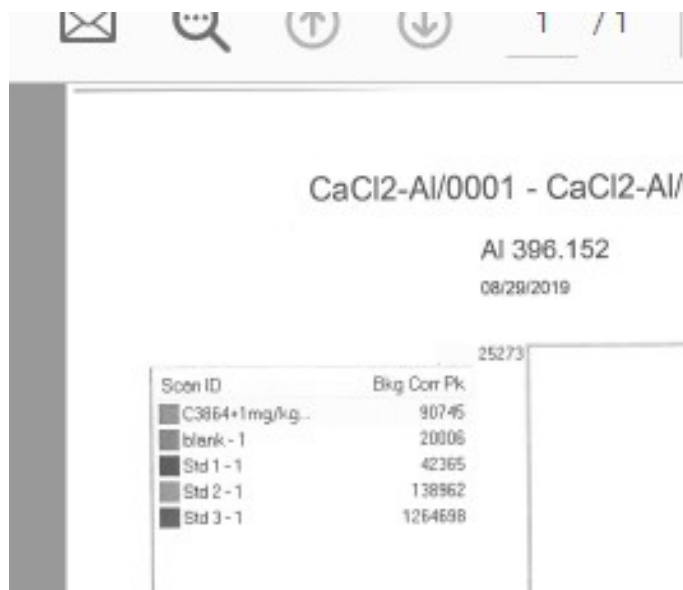 1 / 1
CaCl2-Al/0001 - CaCl2-Al/
Al 396.152
08/29/2019
25273
Scan ID Bkg Corr Pk
C3864+1mg/kg... 90745
blank - 1 20006
Std 1 - 1 42365
Std 2 - 1 138962
Std 3 - 1 1264698